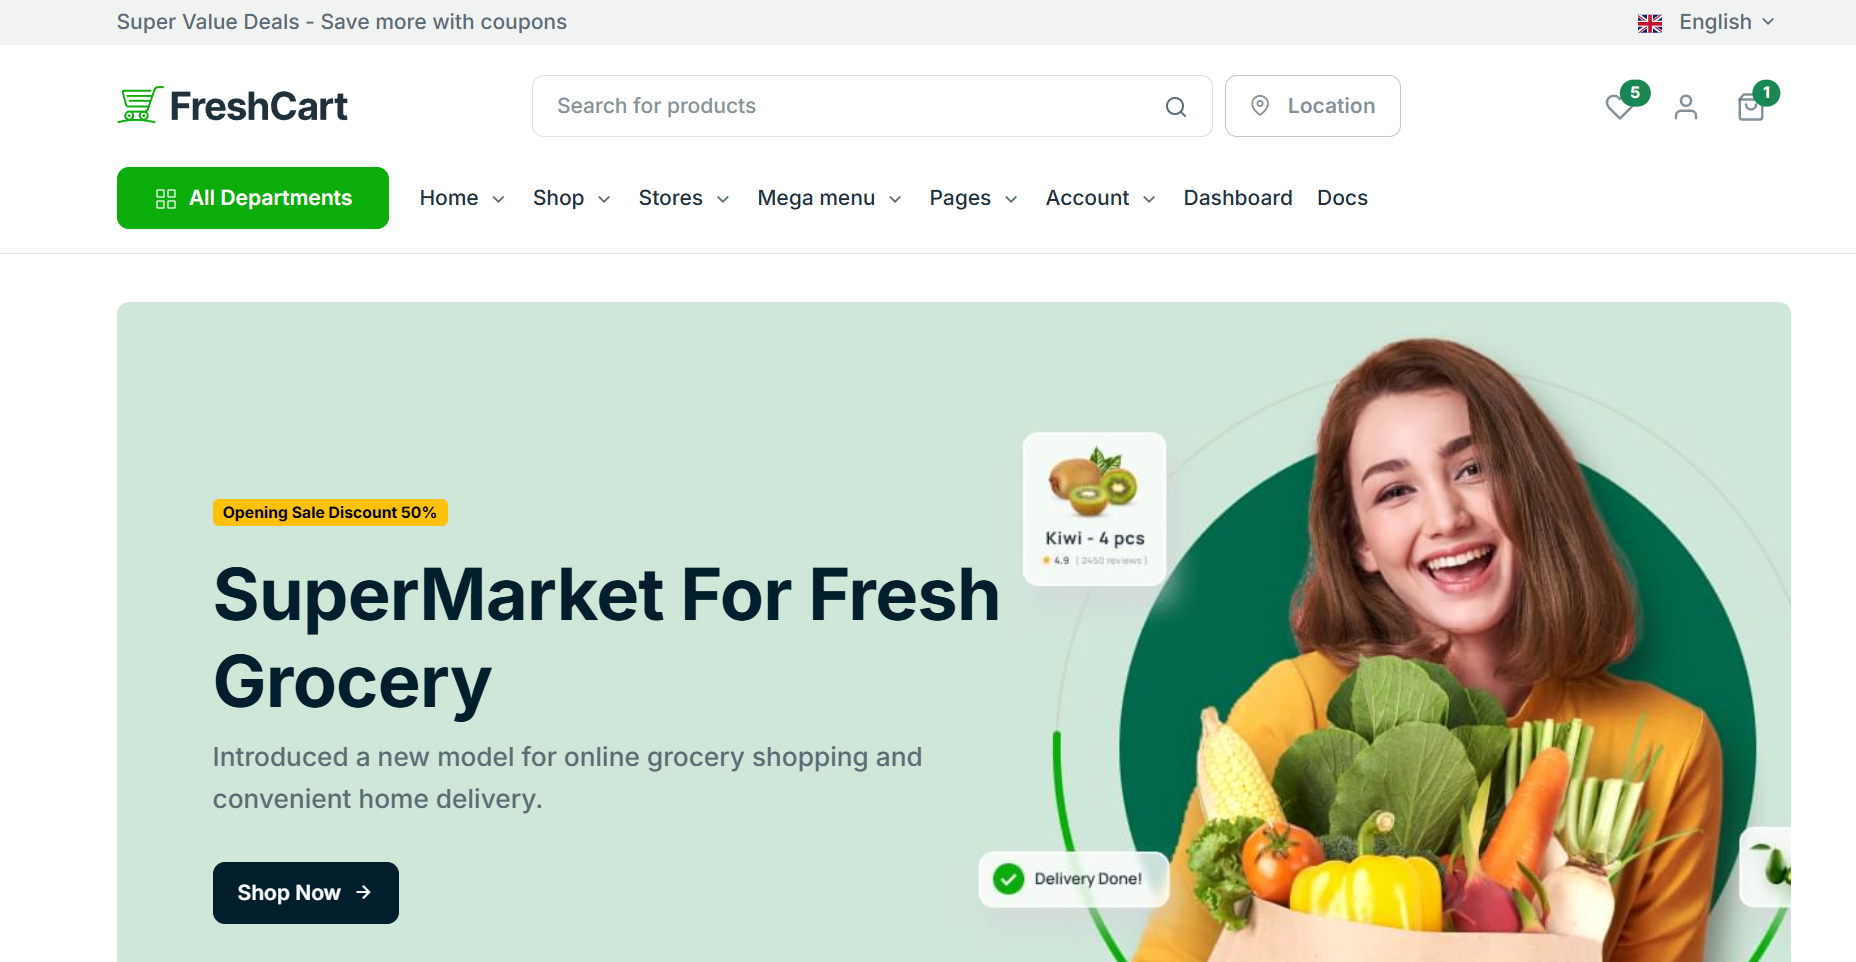 Super Value Deals - Save more with coupons
English
FreshCart
Search for products
Location
5
1
All Departments
Home
Shop
Stores
Mega menu
Pages
Account
Dashboard
Docs
Opening Sale Discount 50%
SuperMarket For Fresh
Grocery
Introduced a new model for online grocery shopping and
convenient home delivery.
Shop Now
Kiwi - 4 pcs
4.9 ( 2450 reviews )
Delivery Done!